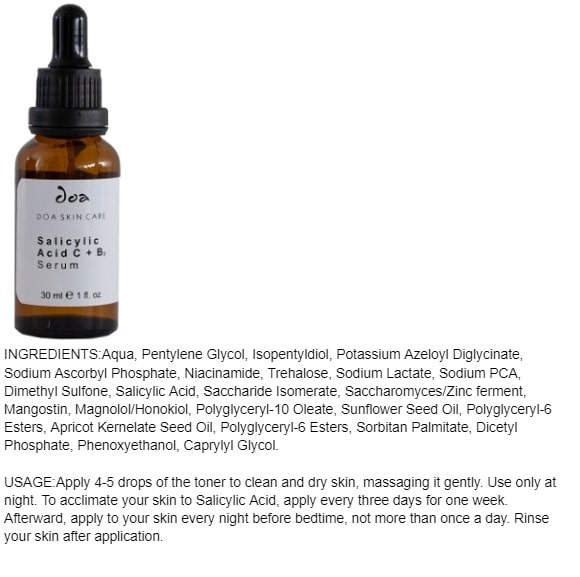 doa
DOA SKIN CARE
Salicylic
Acid C + B₃
Serum
30 ml ℮ 1 fl. oz
INGREDIENTS:Aqua, Pentylene Glycol, Isopentyldiol, Potassium Azeloyl Diglycinate,
Sodium Ascorbyl Phosphate, Niacinamide, Trehalose, Sodium Lactate, Sodium PCA,
Dimethyl Sulfone, Salicylic Acid, Saccharide Isomerate, Saccharomyces/Zinc ferment,
Mangostin, Magnolol/Honokiol, Polyglyceryl-10 Oleate, Sunflower Seed Oil, Polyglyceryl-6
Esters, Apricot Kernelate Seed Oil, Polyglyceryl-6 Esters, Sorbitan Palmitate, Dicetyl
Phosphate, Phenoxyethanol, Caprylyl Glycol.
USAGE:Apply 4-5 drops of the toner to clean and dry skin, massaging it gently. Use only at
night. To acclimate your skin to Salicylic Acid, apply every three days for one week.
Afterward, apply to your skin every night before bedtime, not more than once a day. Rinse
your skin after application.